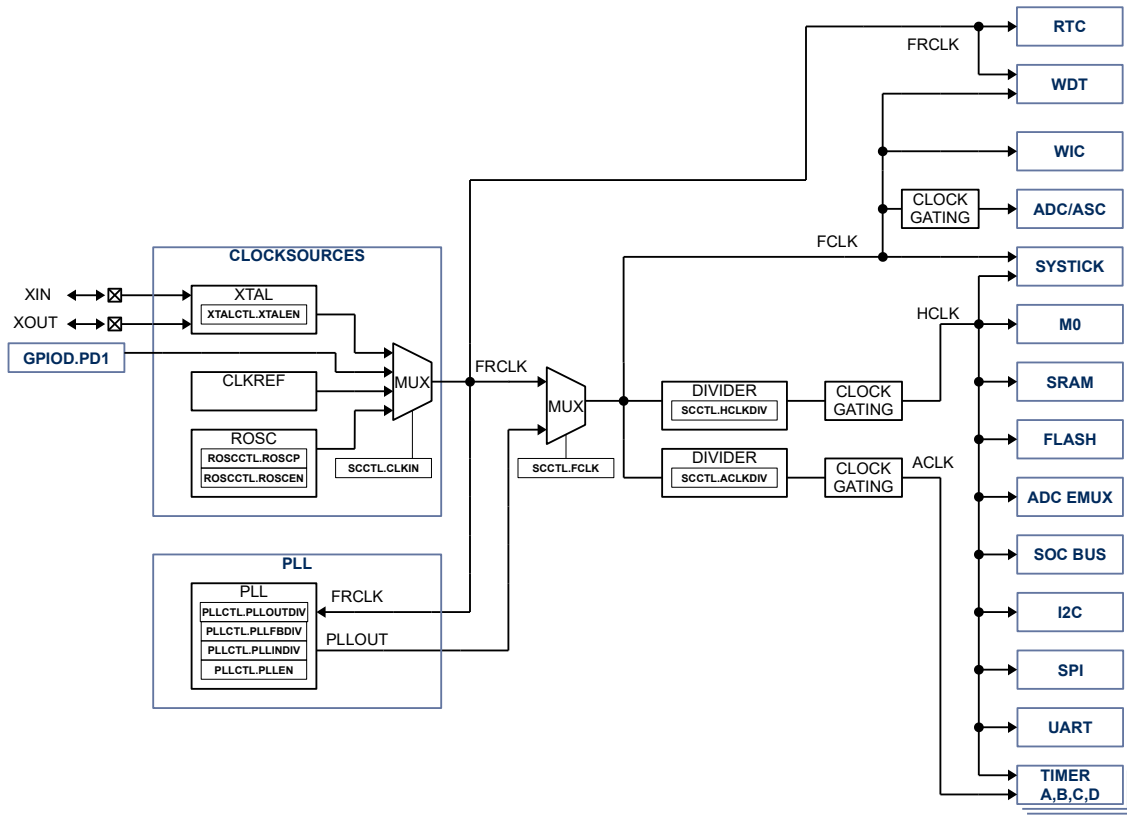 RTC
FRCLK
WDT
WIC
CLOCK
GATING
ADC/ASC
FCLK
SYSTICK
CLOCKSOURCES
XIN
XTAL
XTALCTL.XTALEN
XOUT
HCLK
M0
GPIOD.PD1
FRCLK
CLKREF
MUX
MUX
DIVIDER
SCCTL.HCLKDIV
CLOCK
GATING
SRAM
ROSC
ROSCCTL.ROSCP
ROSCCTL.ROSCEN
SCCTL.CLKIN
SCCTL.FCLK
DIVIDER
SCCTL.ACLKDIV
CLOCK
GATING
ACLK
FLASH
ADC EMUX
PLL
SOC BUS
PLL
PLLCTL.PLLOUTDIV
PLLCTL.PLLFBDIV
PLLCTL.PLLINDIV
PLLCTL.PLLEN
FRCLK
PLLOUT
I2C
SPI
UART
TIMER
A,B,C,D